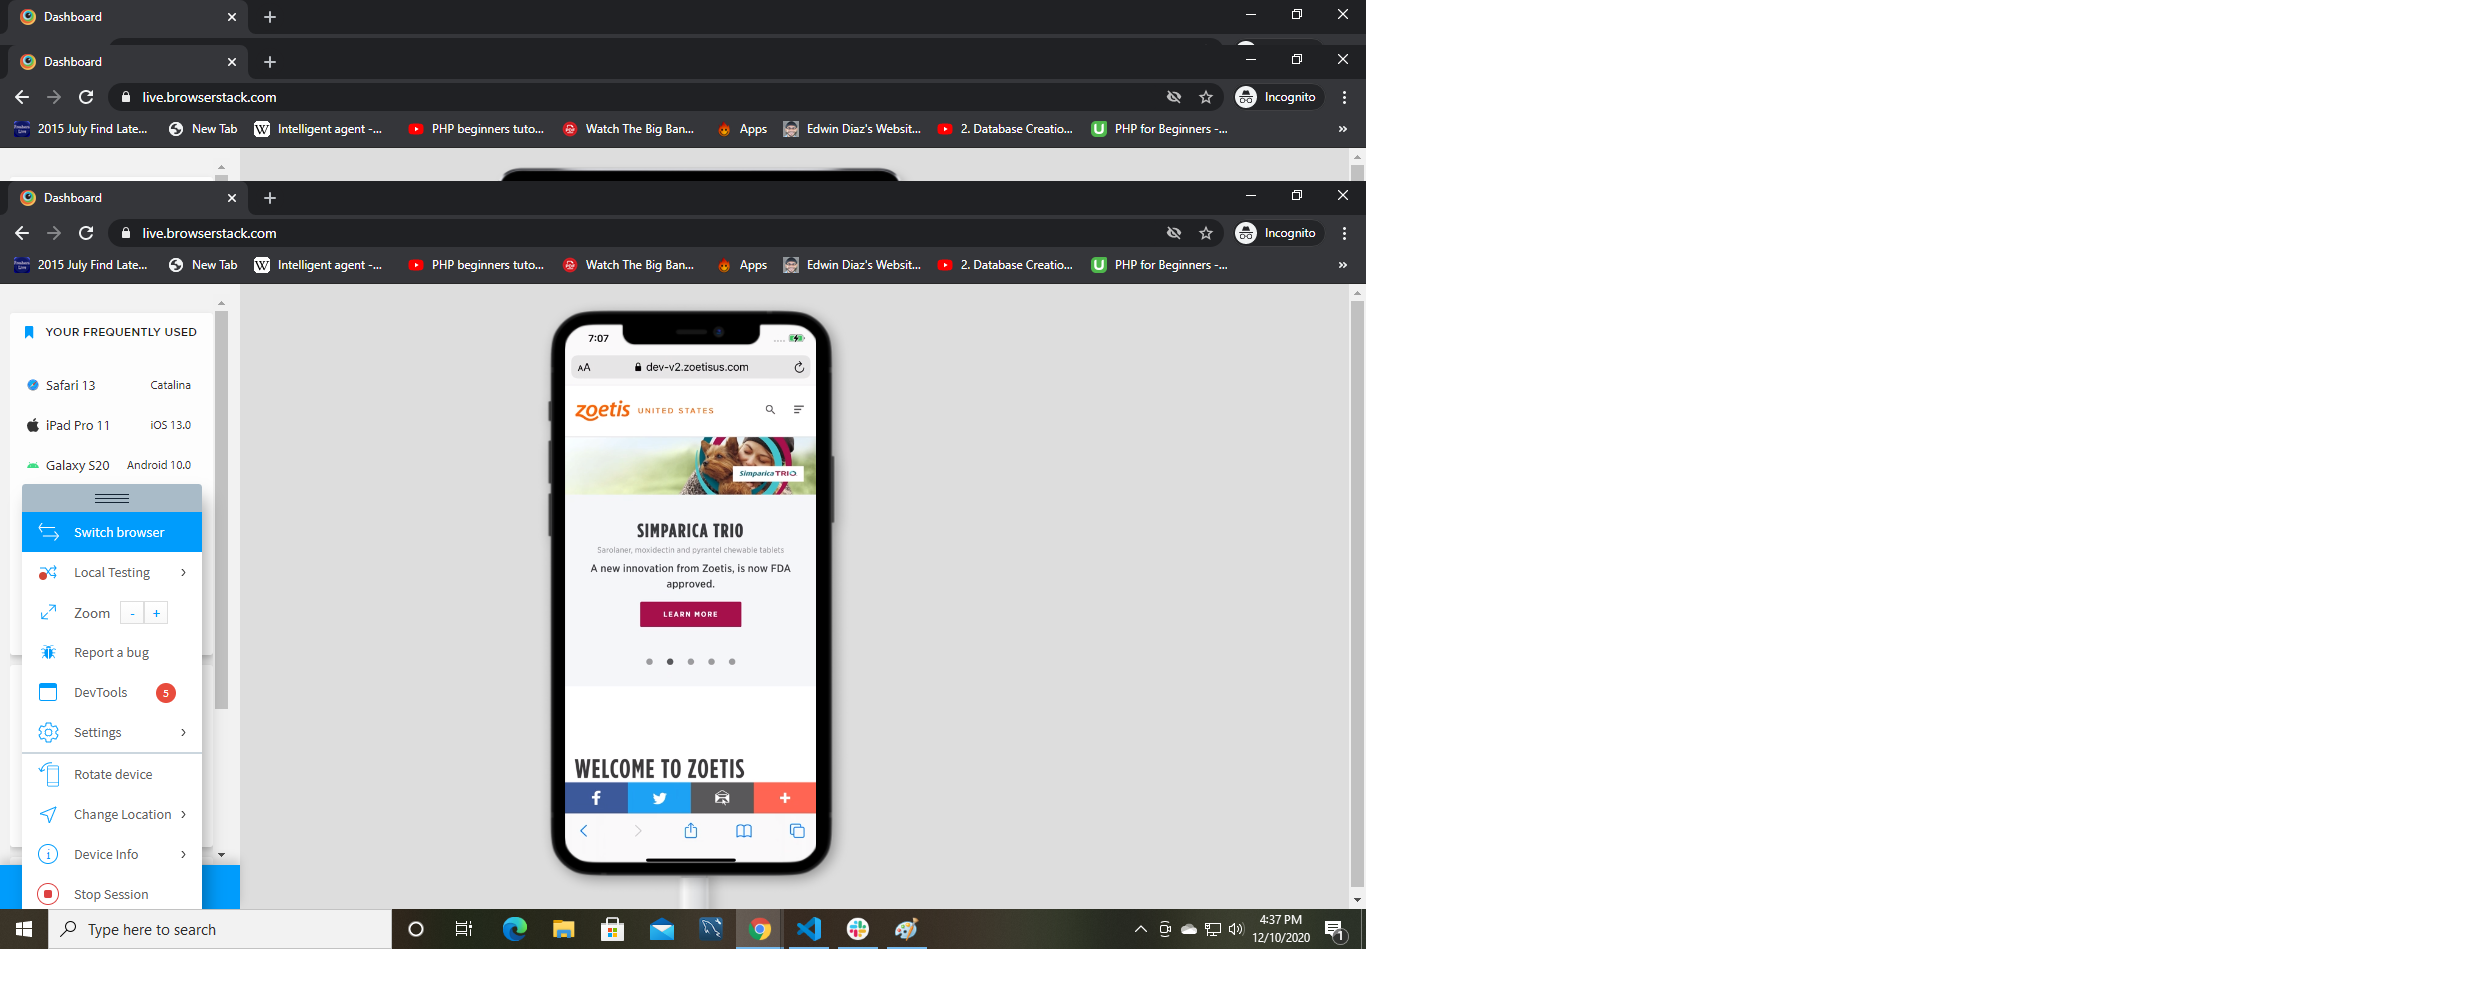 Dashboard
Dashboard
live.browserstack.com
Incognito
2015 July Find Late...
New Tab
Intelligent agent -...
PHP beginners tuto...
Watch The Big Ban...
Apps
Edwin Diaz's Websit...
2. Database Creatio...
PHP for Beginners -...
»
Dashboard
live.browserstack.com
Incognito
2015 July Find Late...
New Tab
Intelligent agent -...
PHP beginners tuto...
Watch The Big Ban...
Apps
Edwin Diaz's Websit...
2. Database Creatio...
PHP for Beginners -...
»
YOUR FREQUENTLY USED
Safari 13 Catalina
iPad Pro 11 iOS 13.0
Galaxy S20 Android 10.0
Switch browser
Local Testing
Zoom - +
Report a bug
DevTools 5
Settings
Rotate device
Change Location
Device Info
Stop Session
7:07
AA dev-v2.zoetisus.com
zoetis UNITED STATES
Simparica TRIO
SIMPARICA TRIO
Sarolaner, moxidectin and pyrantel chewable tablets
A new innovation from Zoetis, is now FDA
approved.
LEARN MORE
WELCOME TO ZOETIS
Type here to search
4:37 PM
12/10/2020
1